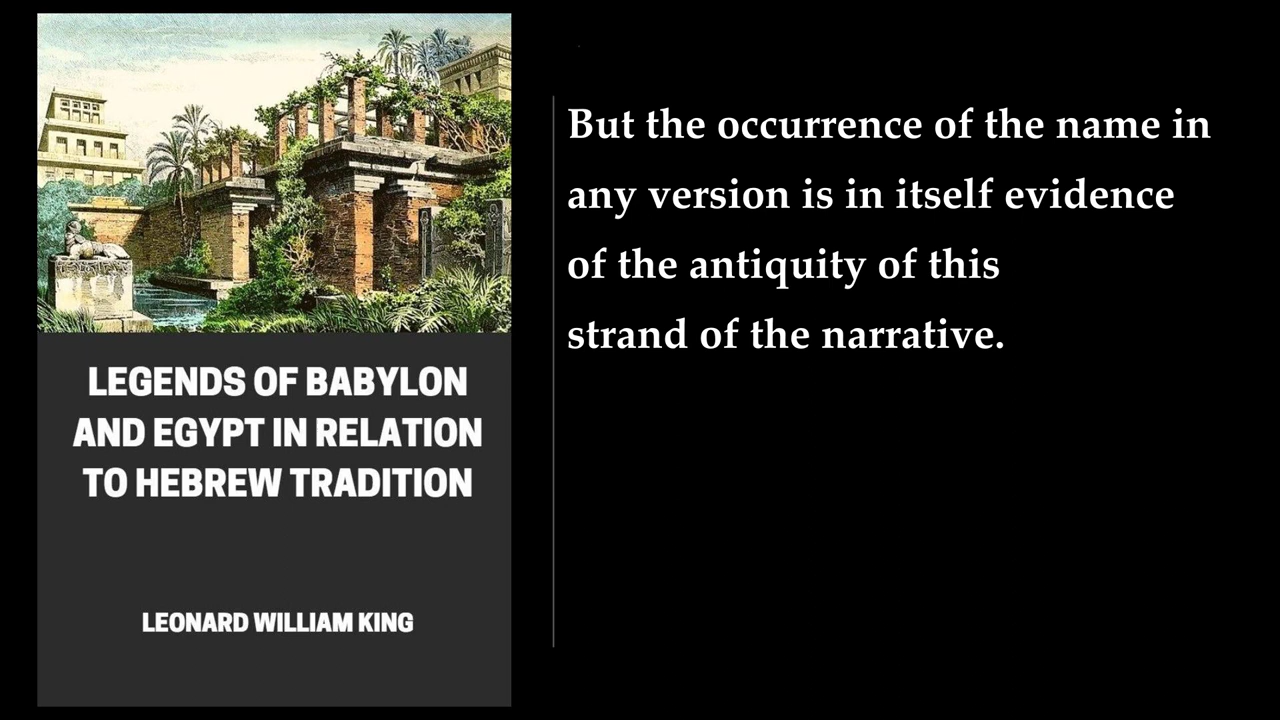 LEGENDS OF BABYLON
AND EGYPT IN RELATION
TO HEBREW TRADITION
LEONARD WILLIAM KING
But the occurrence of the name in
any version is in itself evidence
of the antiquity of this
strand of the narrative.